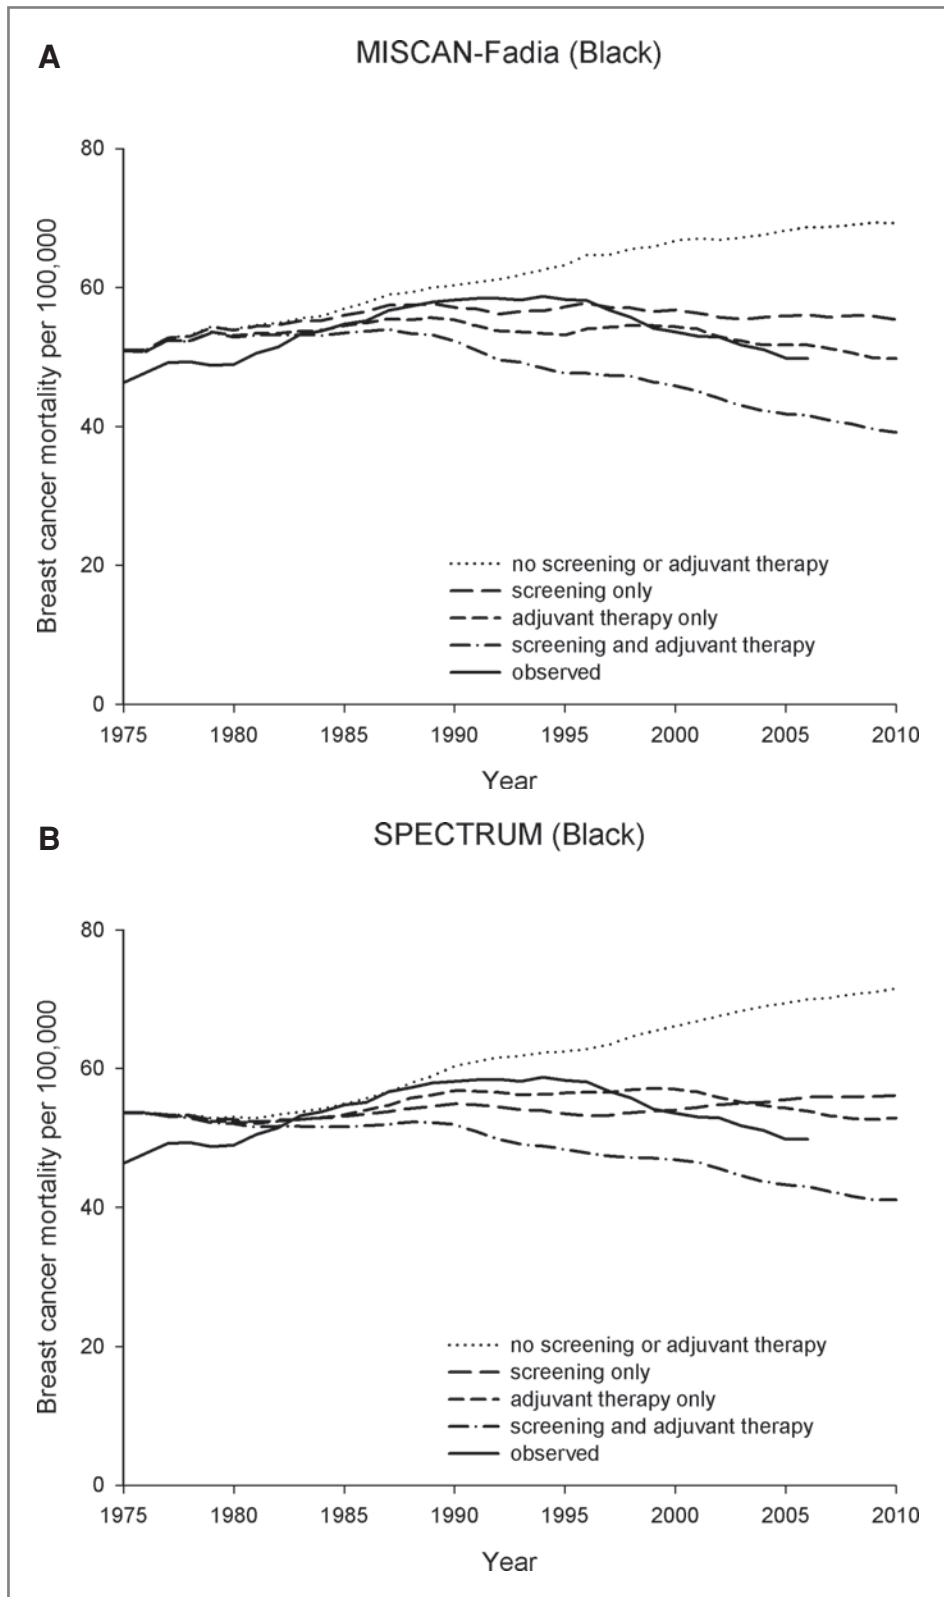 A
MISCAN-Fadia (Black)
Breast cancer mortality per 100,000
80
60
40
20
0
no screening or adjuvant therapy
screening only
adjuvant therapy only
screening and adjuvant therapy
observed
1975 1980 1985 1990 1995 2000 2005 2010
Year
B
SPECTRUM (Black)
Breast cancer mortality per 100,000
80
60
40
20
0
no screening or adjuvant therapy
screening only
adjuvant therapy only
screening and adjuvant therapy
observed
1975 1980 1985 1990 1995 2000 2005 2010
Year